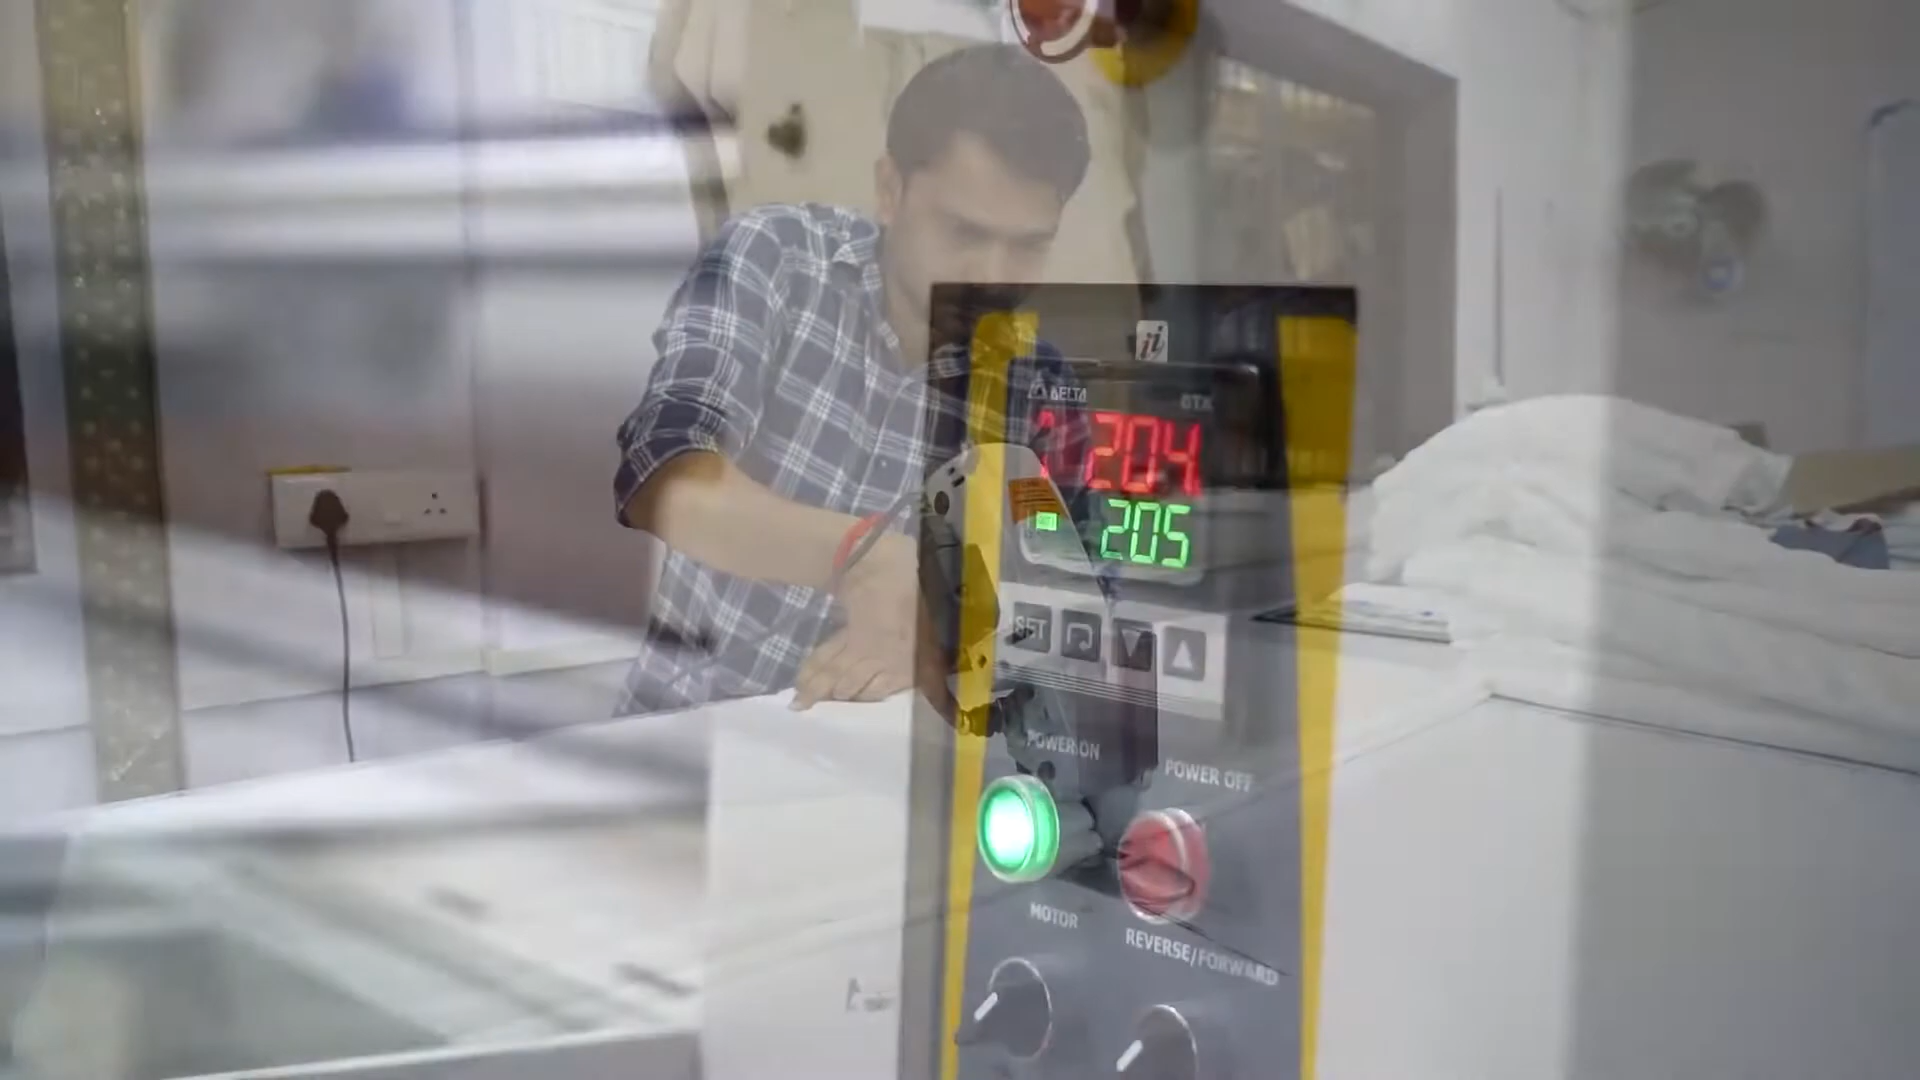 DELTA DTK
204
205
SET
POWER ON
POWER OFF
MOTOR
REVERSE/FORWARD